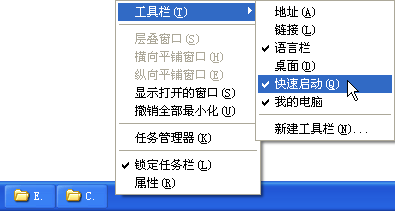 工具栏(T)
层叠窗口(S)
横向平铺窗口(H)
纵向平铺窗口(E)
显示打开的窗口(S)
撤销全部最小化(U)
任务管理器(K)
锁定任务栏(L)
属性(R)
地址(A)
链接(L)
语言栏
桌面(D)
快速启动(Q)
我的电脑
新建工具栏(N)...
E.
C.